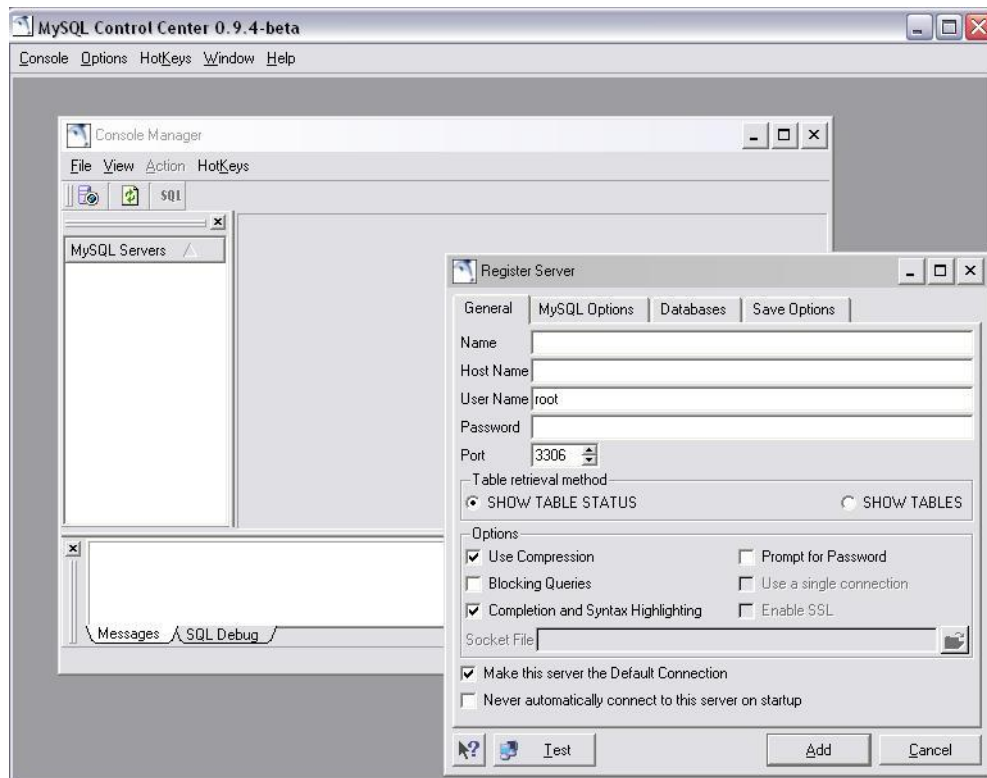 MySQL Control Center 0.9.4-beta
Console Options HotKeys Window Help
Console Manager
File View Action HotKeys
SQL
MySQL Servers
Register Server
General MySQL Options Databases Save Options
Name
Host Name
User Name root
Password
Port 3306
Table retrieval method
SHOW TABLE STATUS SHOW TABLES
Options
Use Compression Prompt for Password
Blocking Queries Use a single connection
Completion and Syntax Highlighting Enable SSL
Socket File
Make this server the Default Connection
Never automatically connect to this server on startup
Test Add Cancel
Messages SQL Debug